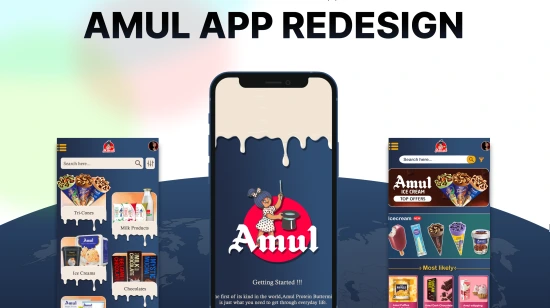 AMUL APP REDESIGN
Search here...
Tri-Cones
Milk Products
Ice Creams
Chocolates
Amul
Getting Started !!!
The first of its kind in the world,Amul Protein Buttermilk
is just what you need to get through everyday life.
Search here...
Amul
ICE CREAM
TOP OFFERS
Icecream
Most likely